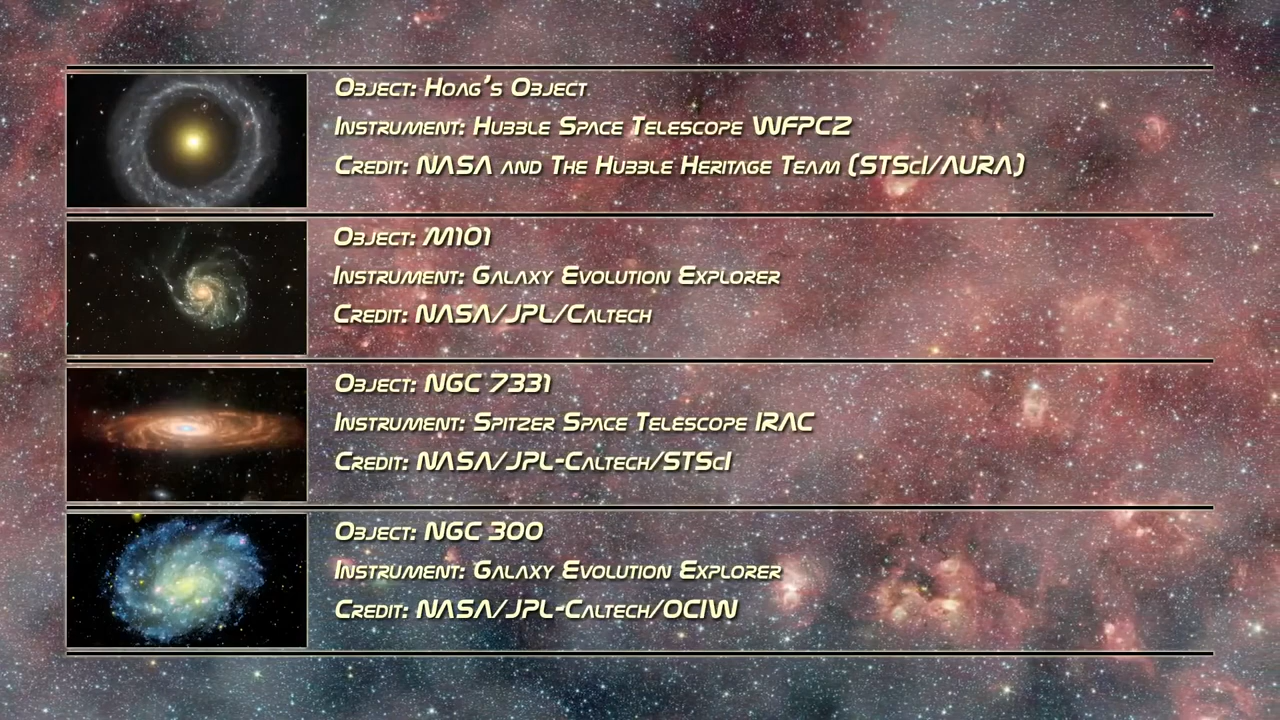 Object: Hoag's Object
Instrument: Hubble Space Telescope WFPC2
Credit: NASA and The Hubble Heritage Team (STScI/AURA)
Object: M101
Instrument: Galaxy Evolution Explorer
Credit: NASA/JPL/Caltech
Object: NGC 7331
Instrument: Spitzer Space Telescope IRAC
Credit: NASA/JPL-Caltech/STScI
Object: NGC 300
Instrument: Galaxy Evolution Explorer
Credit: NASA/JPL-Caltech/OCIW